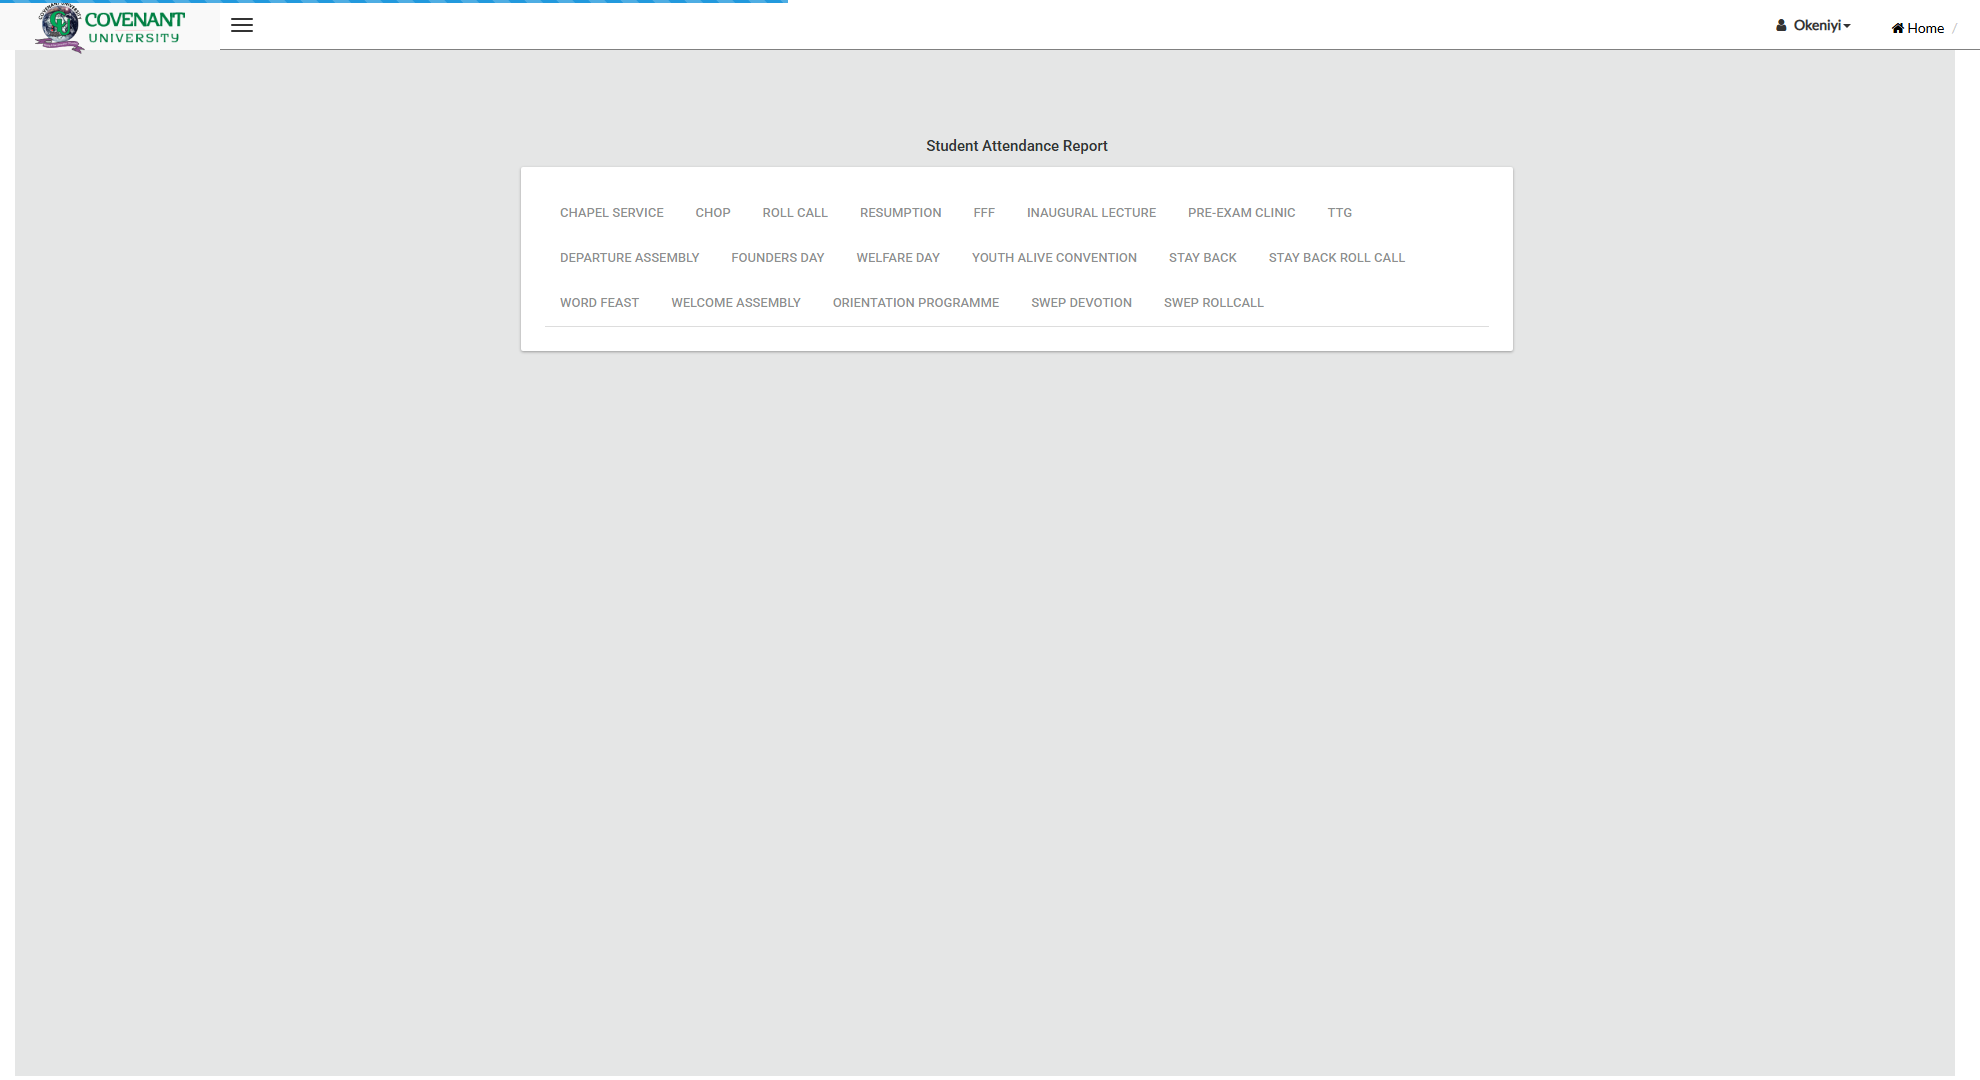 COVENANT
UNIVERSITY
Okeniyi
Home /
Student Attendance Report
CHAPEL SERVICE CHOP ROLL CALL RESUMPTION FFF INAUGURAL LECTURE PRE-EXAM CLINIC TTG
DEPARTURE ASSEMBLY FOUNDERS DAY WELFARE DAY YOUTH ALIVE CONVENTION STAY BACK STAY BACK ROLL CALL
WORD FEAST WELCOME ASSEMBLY ORIENTATION PROGRAMME SWEP DEVOTION SWEP ROLLCALL